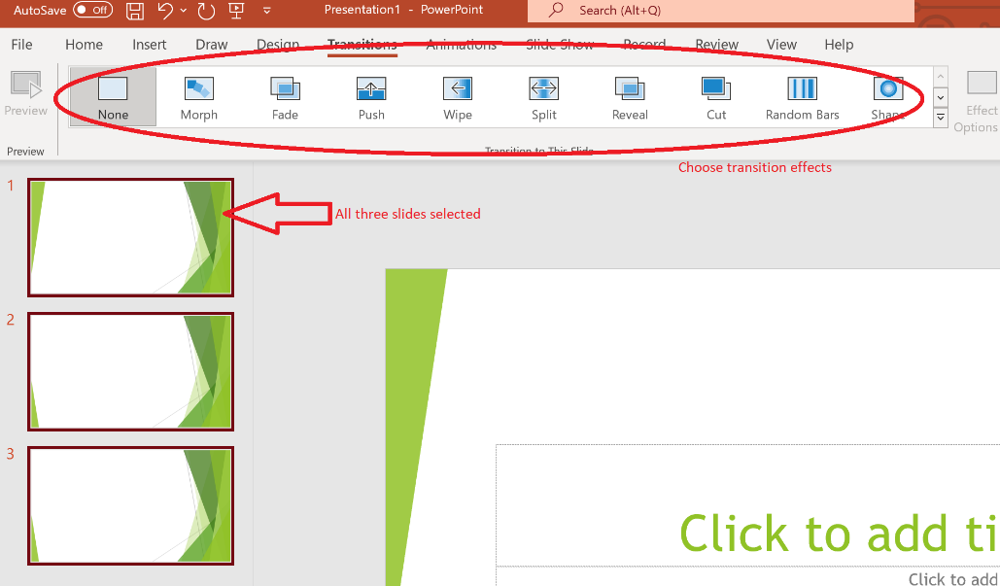 AutoSave Off Presentation1 - PowerPoint Search (Alt+Q)
File Home Insert Draw Design Transitions Animations Slide Show Record Review View Help
Preview None Morph Fade Push Wipe Split Reveal Cut Random Bars Shape Effect
Options
Preview Transition to This Slide
Choose transition effects
1
All three slides selected
2
3
Click to add ti
Click to add